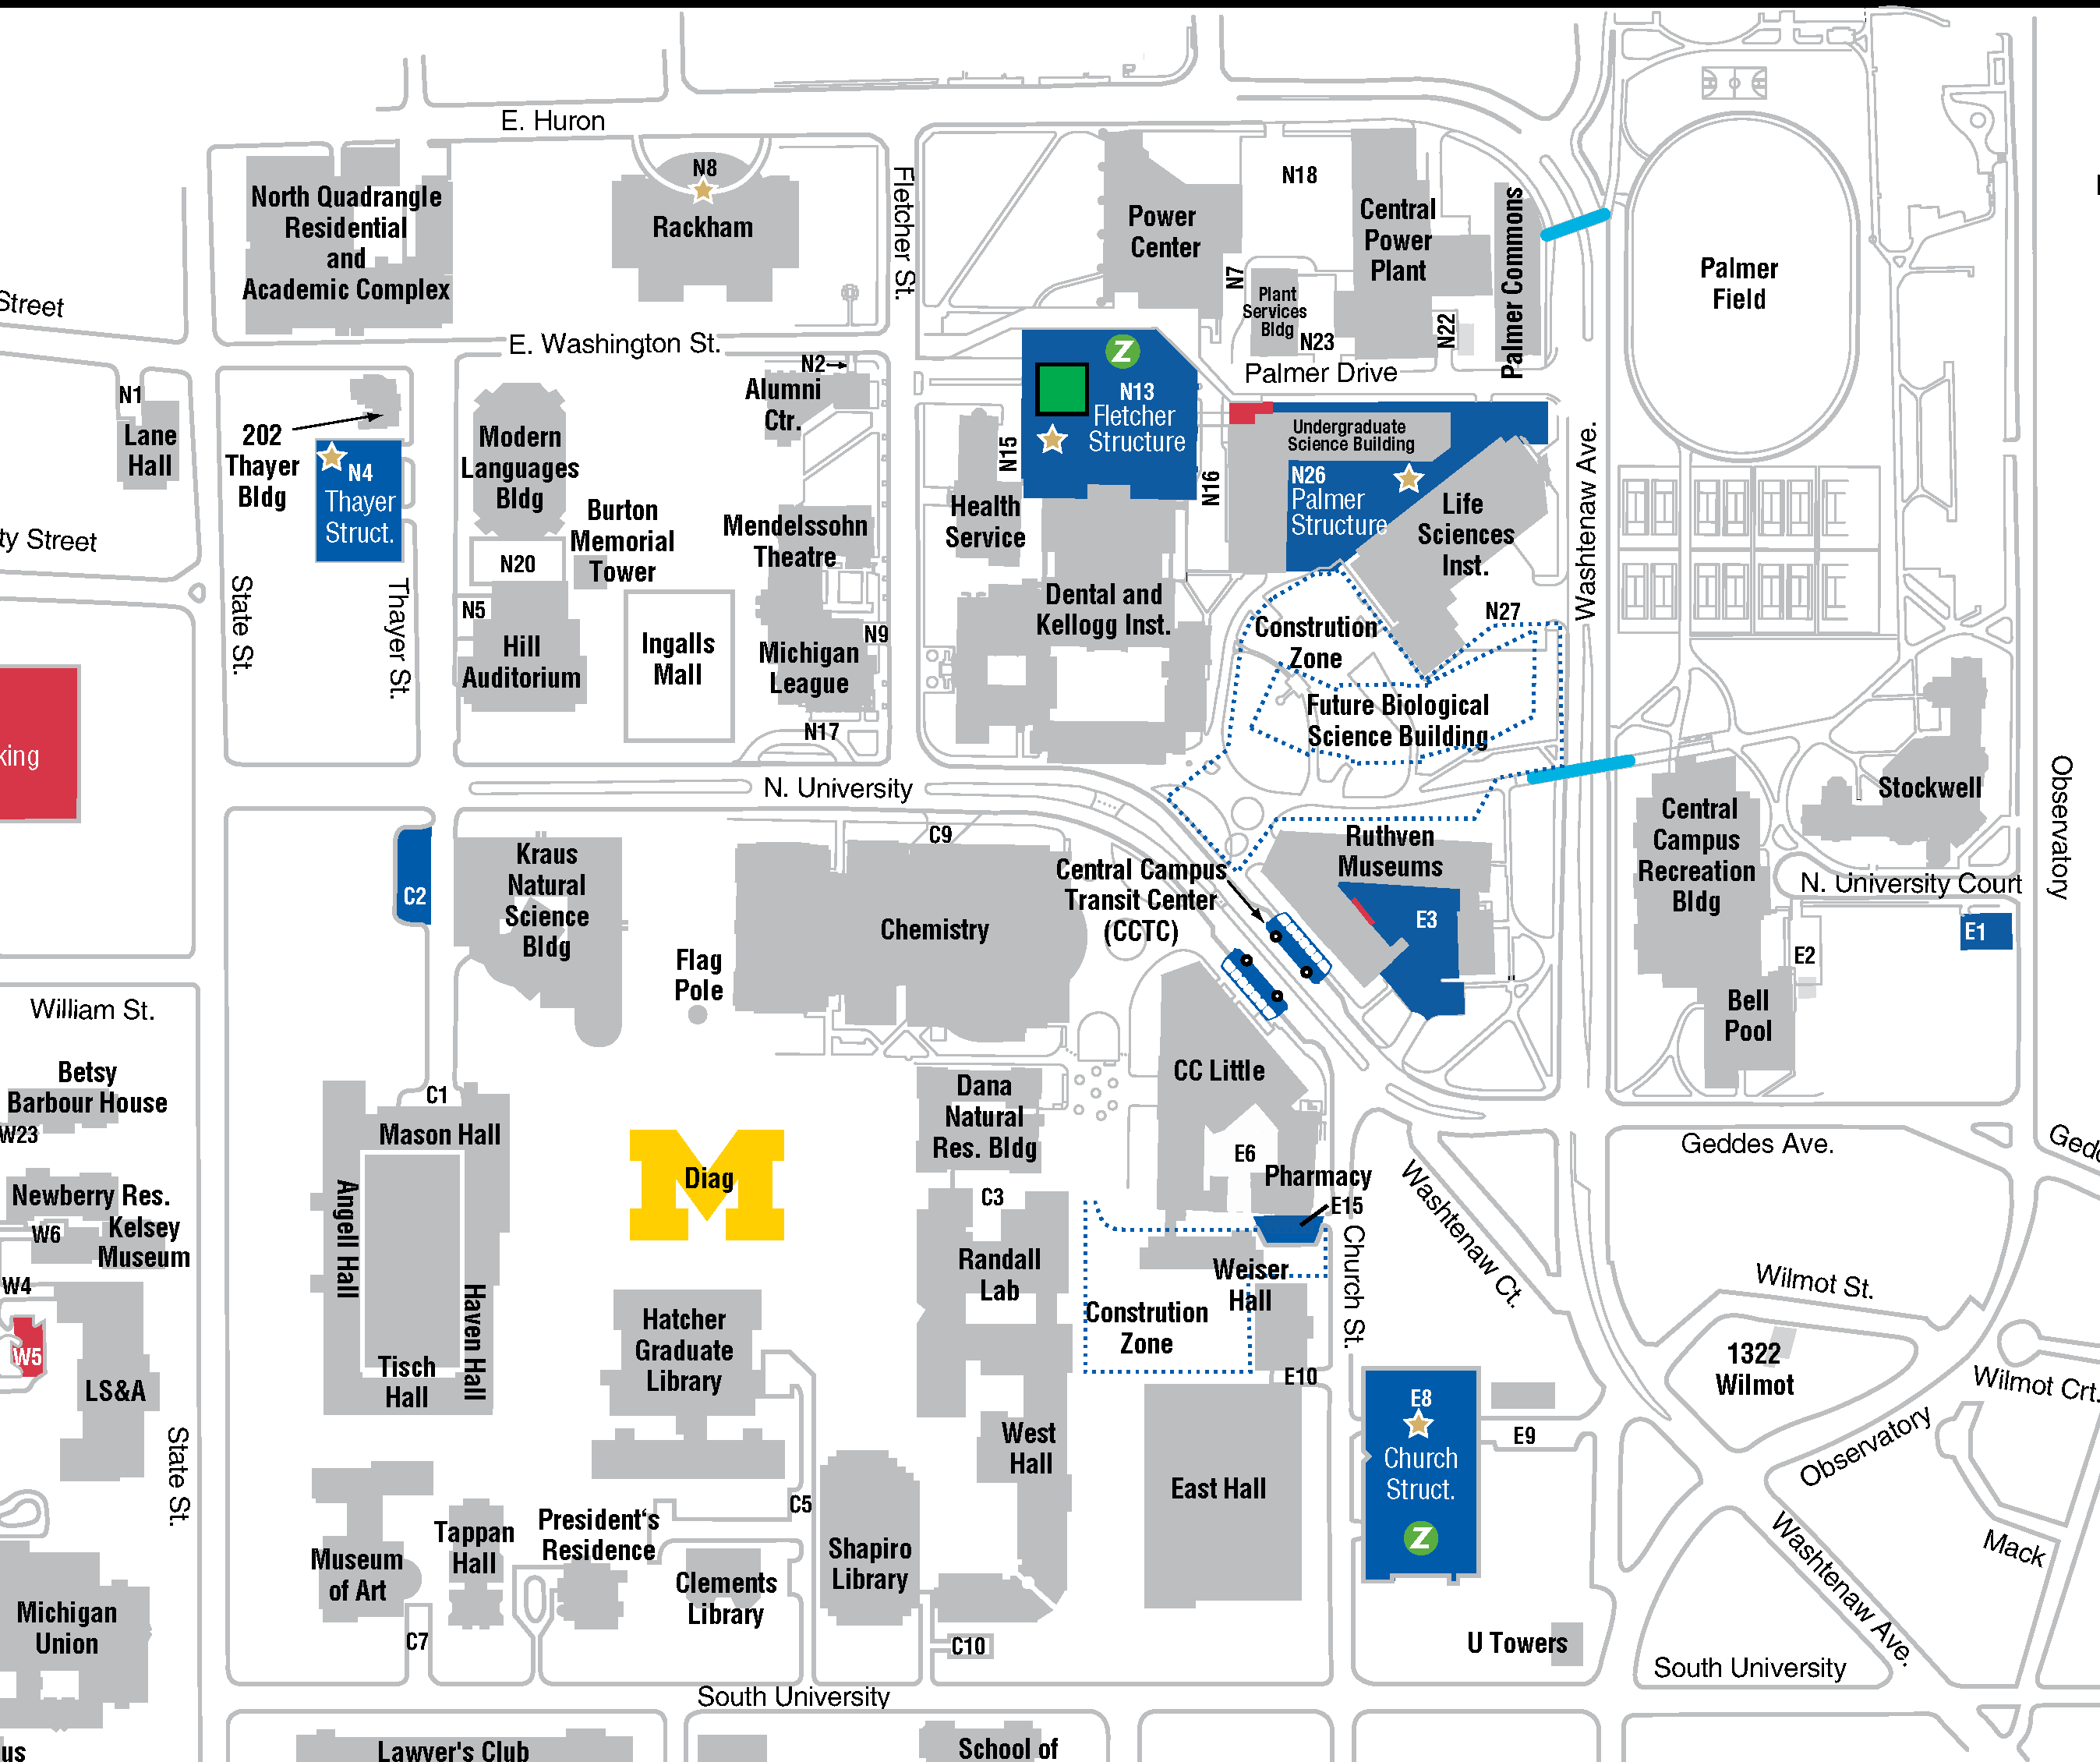 E. Huron
North Quadrangle
Residential
and
Academic Complex
N8
Rackham
Fletcher St.
Power
Center
N18
Central
Power
Plant
Palmer Commons
N7
Plant
Services
Bldg
N23
N22
Palmer
Field
Street
E. Washington St.
N2
Palmer Drive
N1
Lane
Hall
202
Thayer
Bldg
N4
Thayer
Struct.
Modern
Languages
Bldg
Alumni
Ctr.
Z
N13
Fletcher
Structure
N15
N16
Undergraduate
Science Building
N26
Palmer
Structure
Life
Sciences
Inst.
Washtenaw Ave.
Health
Service
Burton
Memorial
Tower
Mendelssohn
Theatre
ty Street
State St.
Thayer St.
N20
N5
Hill
Auditorium
Ingalls
Mall
N9
Michigan
League
N17
Dental and
Kellogg Inst.
Constrution
Zone
N27
Future Biological
Science Building
king
N. University
Stockwell
Observatory
C2
Kraus
Natural
Science
Bldg
C9
Chemistry
Flag
Pole
Central Campus
Transit Center
(CCTC)
Ruthven
Museums
E3
Central
Campus
Recreation
Bldg
N. University Court
E1
E2
Bell
Pool
William St.
Betsy
Barbour House
W23
C1
Mason Hall
Dana
Natural
Res. Bldg
CC Little
E6
Pharmacy
E15
Geddes Ave.
Gedd
Newberry Res.
W6
Kelsey
Museum
Angell Hall
Diag
C3
Randall
Lab
Weiser
Hall
Constrution
Zone
Church St.
Washtenaw Ct.
W4
W5
LS&A
Haven Hall
Tisch
Hall
Hatcher
Graduate
Library
E10
Wilmot St.
1322
Wilmot
Wilmot Crt.
State St.
West
Hall
East Hall
E8
Church
Struct.
Z
E9
Observatory
Museum
of Art
Tappan
Hall
President's
Residence
C5
Clements
Library
Shapiro
Library
Mack
Washtenaw Ave.
Michigan
Union
C7
C10
U Towers
South University
South University
us
Lawyer's Club
School of